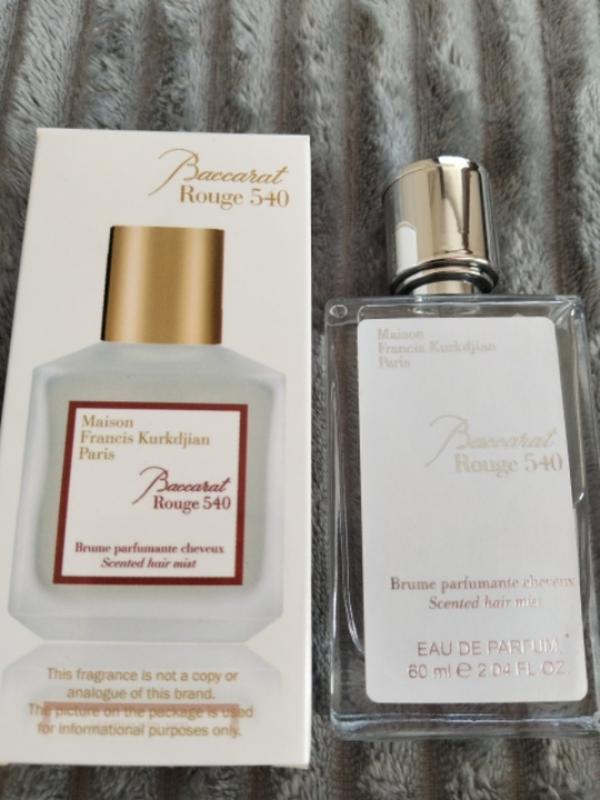 Baccarat
Rouge 540
Maison
Francis Kurkdjian
Paris
Baccarat
Rouge 540
Brume parfumante cheveux
Scented hair mist
This fragrance is not a copy or
analogue of this brand.
The picture on the package is used
for informational purposes only.
Maison
Francis Kurkdjian
Paris
Baccarat
Rouge 540
Brume parfumante cheveux
Scented hair mist
EAU DE PARFUM
60 ml e 2.04 FL.OZ.